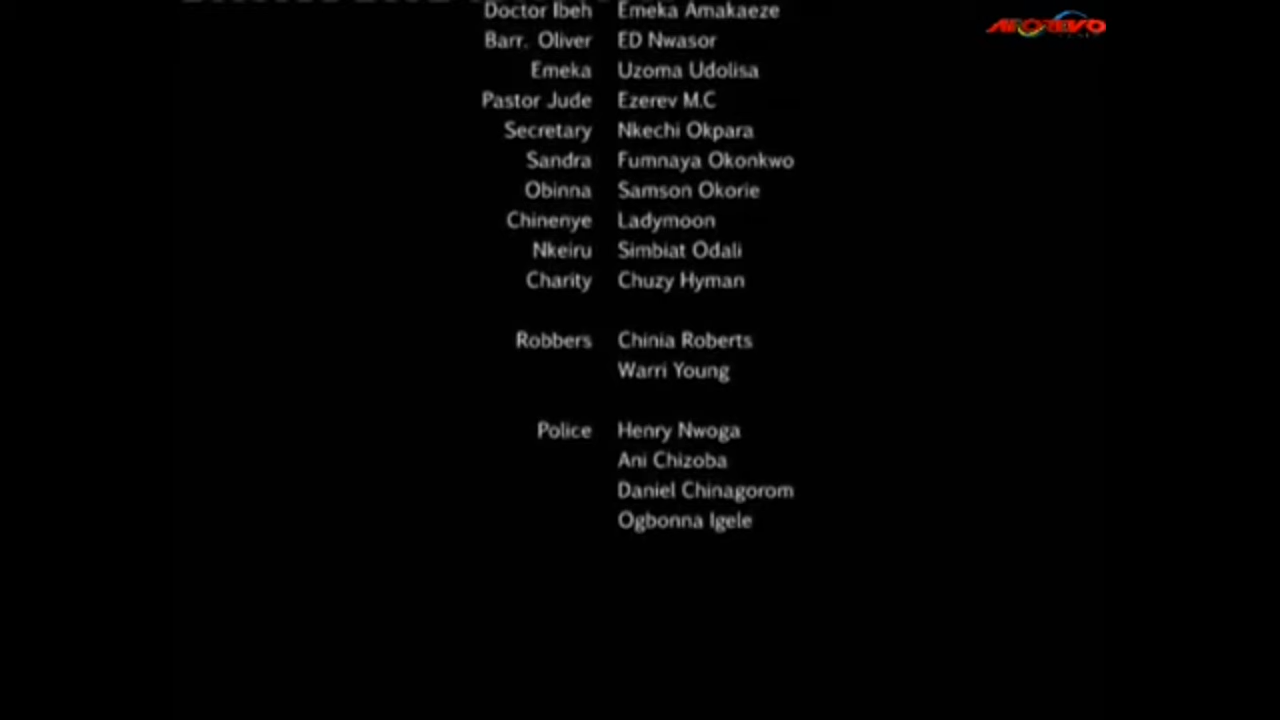 Doctor Ibeh Emeka Amakaeze
Barr. Oliver ED Nwasor
Emeka Uzoma Udolisa
Pastor Jude Ezerev M.C
Secretary Nkechi Okpara
Sandra Fumnaya Okonkwo
Obinna Samson Okorie
Chinenye Ladymoon
Nkeiru Simbiat Odali
Charity Chuzy Hyman
Robbers Chinia Roberts
Warri Young
Police Henry Nwoga
Ani Chizoba
Daniel Chinagorom
Ogbonna Igele